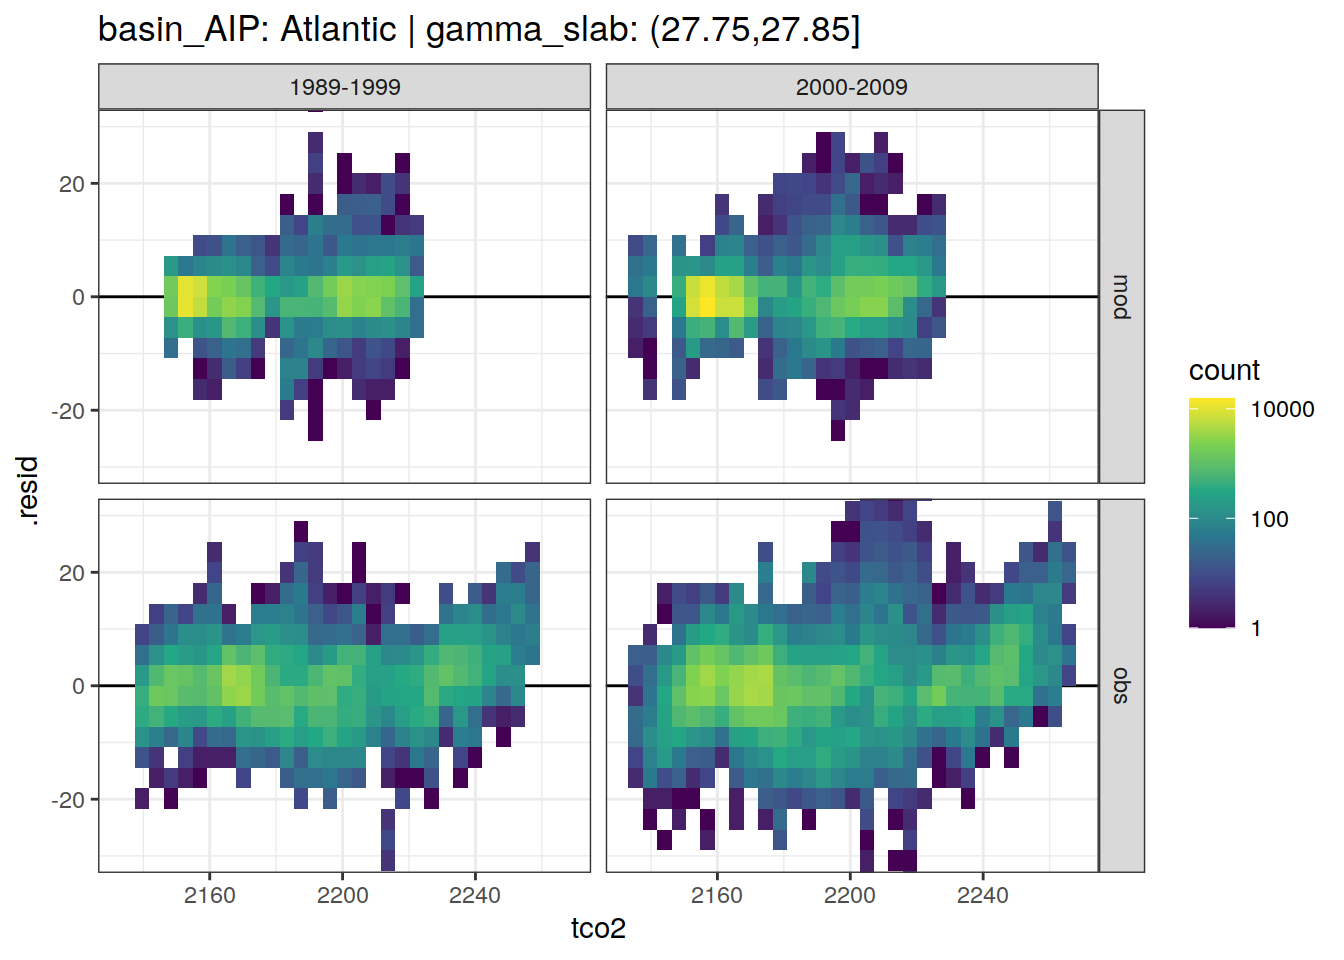 basin_AIP: Atlantic | gamma_slab: (27.75,27.85]
1989-1999
2000-2009
mod
obs
20
0
-20
20
0
-20
.resid
2160
2200
2240
2160
2200
2240
tco2
count
10000
100
1